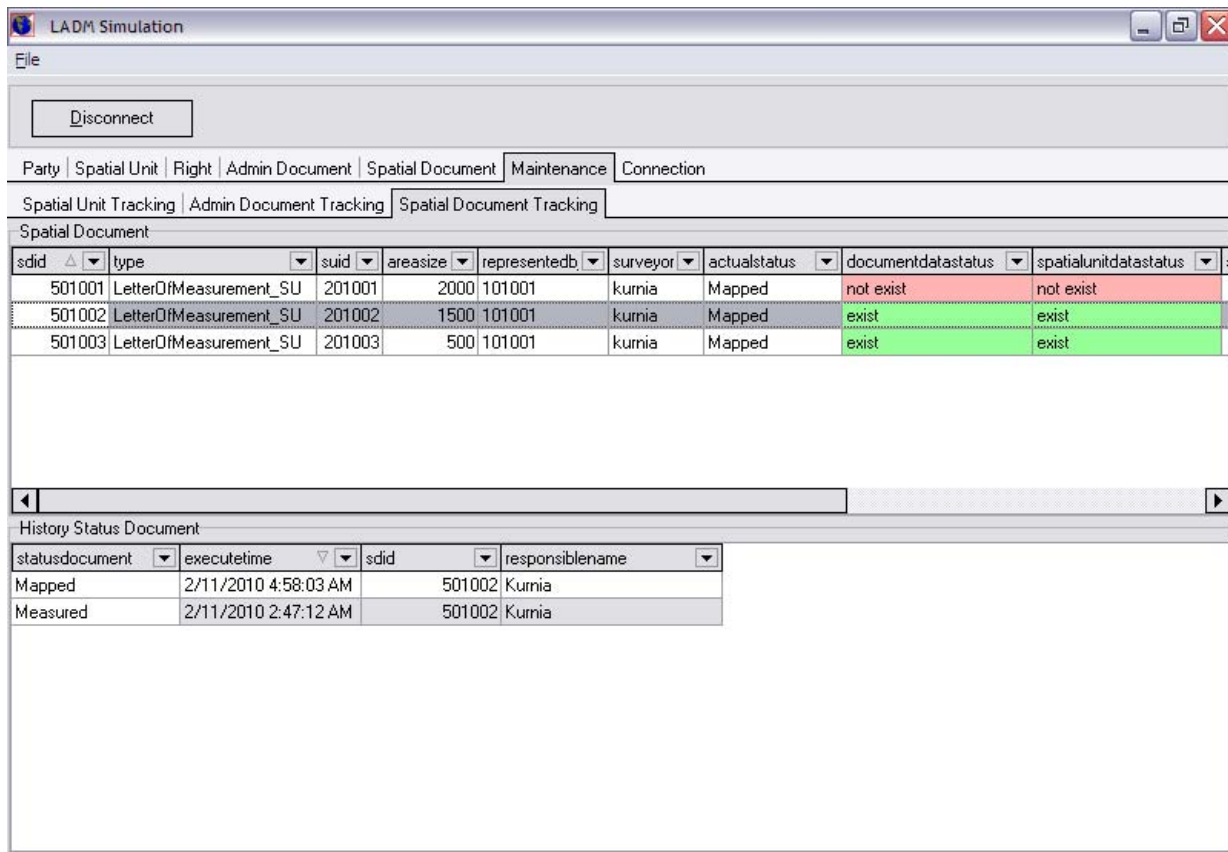 LADM Simulation
File
Disconnect
Party Spatial Unit Right Admin Document Spatial Document Maintenance Connection
Spatial Unit Tracking Admin Document Tracking Spatial Document Tracking
Spatial Document
sdid type suid areasize representedb surveyor actualstatus documentdatastatus spatialunitdatastatus
501001 LetterOfMeasurement_SU 201001 2000 101001 kurnia Mapped not exist not exist
501002 LetterOfMeasurement_SU 201002 1500 101001 kurnia Mapped exist exist
501003 LetterOfMeasurement_SU 201003 500 101001 kurnia Mapped exist exist
History Status Document
statusdocument executetime sdid responsiblename
Mapped 2/11/2010 4:58:03 AM 501002 Kurnia
Measured 2/11/2010 2:47:12 AM 501002 Kurnia